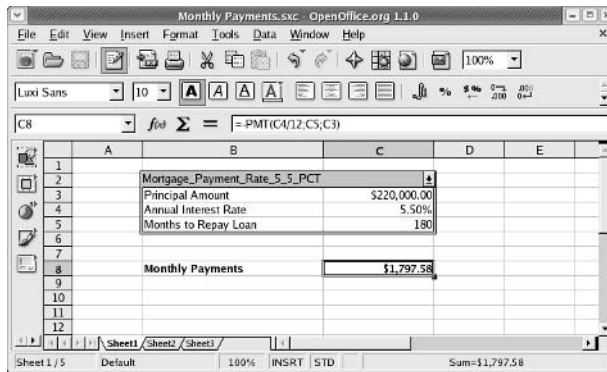 Monthly Payments.sxc - OpenOffice.org 1.1.0
File Edit View Insert Format Tools Data Window Help
100%
Luxi Sans 10 A A A A
C8 f(x) Σ = =-PMT(C4/12;C5;C3)
A B C D E
1
2 Mortgage_Payment_Rate_5_5_PCT
3 Principal Amount $220,000.00
4 Annual Interest Rate 5.50%
5 Months to Repay Loan 180
6
7
8 Monthly Payments $1,797.58
9
10
11
12
Sheet1 Sheet2 Sheet3
Sheet 1 / 5 Default 100% INSRT STD Sum=$1,797.58